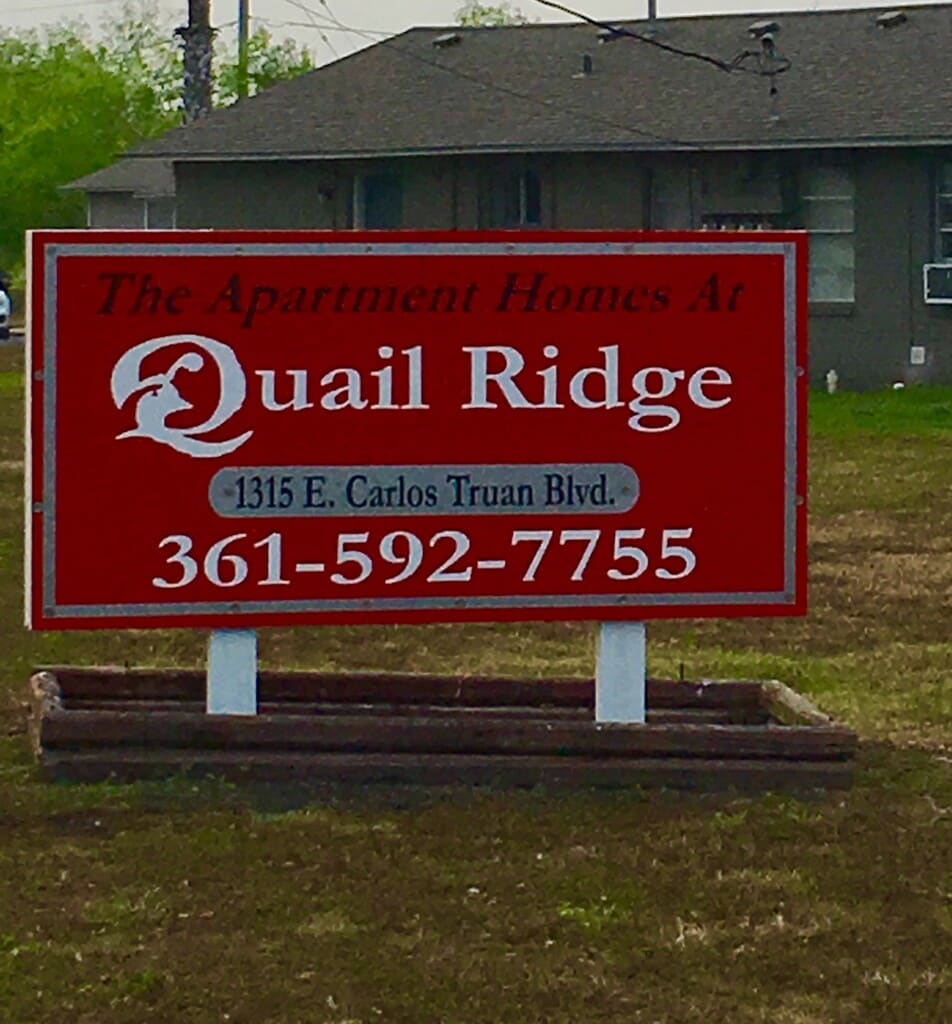 The Apartment Homes At
Quail Ridge
1315 E. Carlos Truan Blvd.
361-592-7755